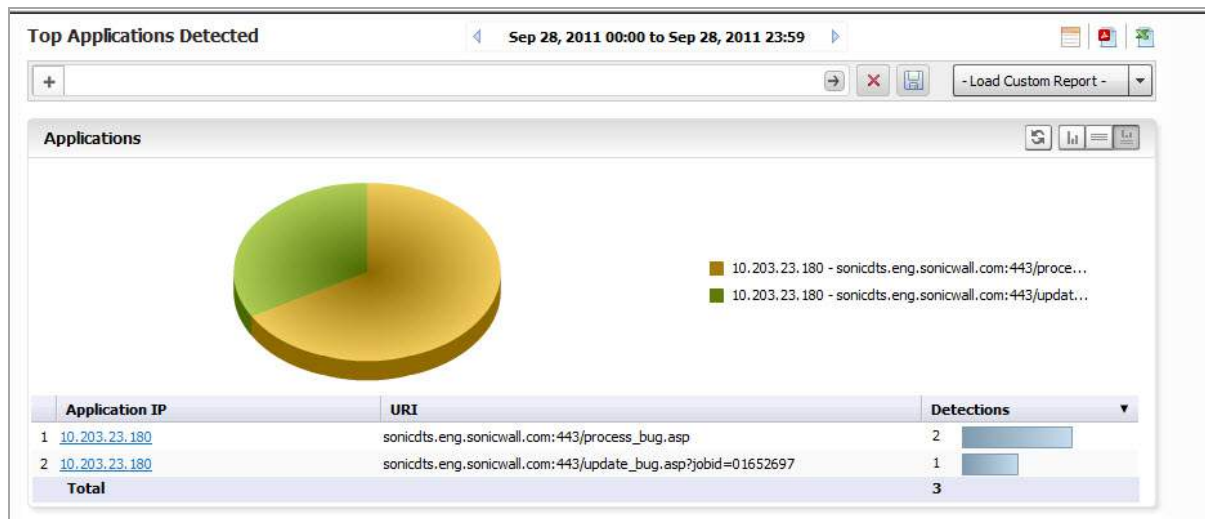 Top Applications Detected
Sep 28, 2011 00:00 to Sep 28, 2011 23:59
+
- Load Custom Report -
Applications
10.203.23.180 - sonicdts.eng.sonicwall.com:443/proce...
10.203.23.180 - sonicdts.eng.sonicwall.com:443/updat...
Application IP URI Detections
1 10.203.23.180 sonicdts.eng.sonicwall.com:443/process_bug.asp 2
2 10.203.23.180 sonicdts.eng.sonicwall.com:443/update_bug.asp?jobid=01652697 1
Total 3